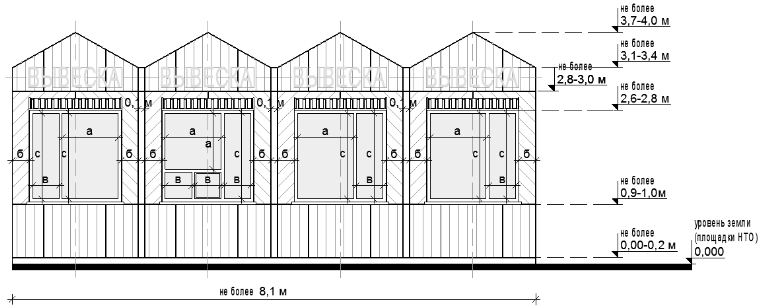 не более
3,7-4,0 м
не более
3,1-3,4 м
ВЫВЕСКА ВЫВЕСКА ВЫВЕСКА ВЫВЕСКА
не более
2,8-3,0 м
не более
2,6-2,8 м
0,1 м 0,1 м 0,1 м
а а а а
а
б с с б с б с б с б
в в в в в в
не более
0,9-1,0м
не более
0,00-0,2 м
уровень земли
(площадки НТО)
0,000
не более 8,1 м